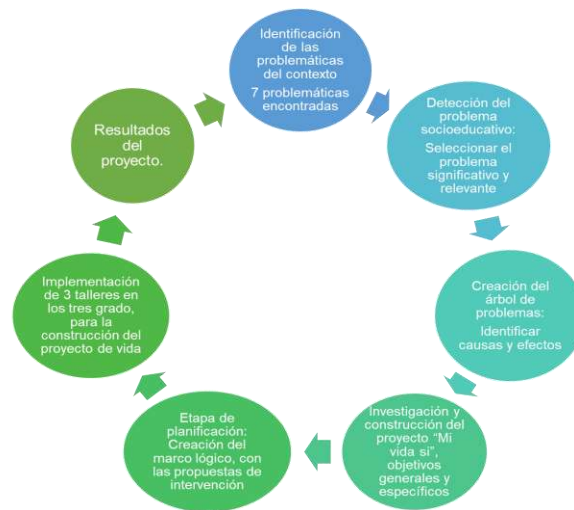 Identificación
de las
problemáticas
del contexto
7 problemáticas
encontradas
Detección del
problema
socioeducativo:
Seleccionar el
problema
significativo y
relevante
Creación del
árbol de
problemas:
Identificar
causas y efectos
Investigación y
construcción del
proyecto “Mi
vida si”,
objetivos
generales y
específicos
Etapa de
planificación:
Creación del
marco lógico, con
las propuestas de
intervención
Implementación
de 3 talleres en
los tres grado,
para la
construcción del
proyecto de vida
Resultados
del
proyecto.